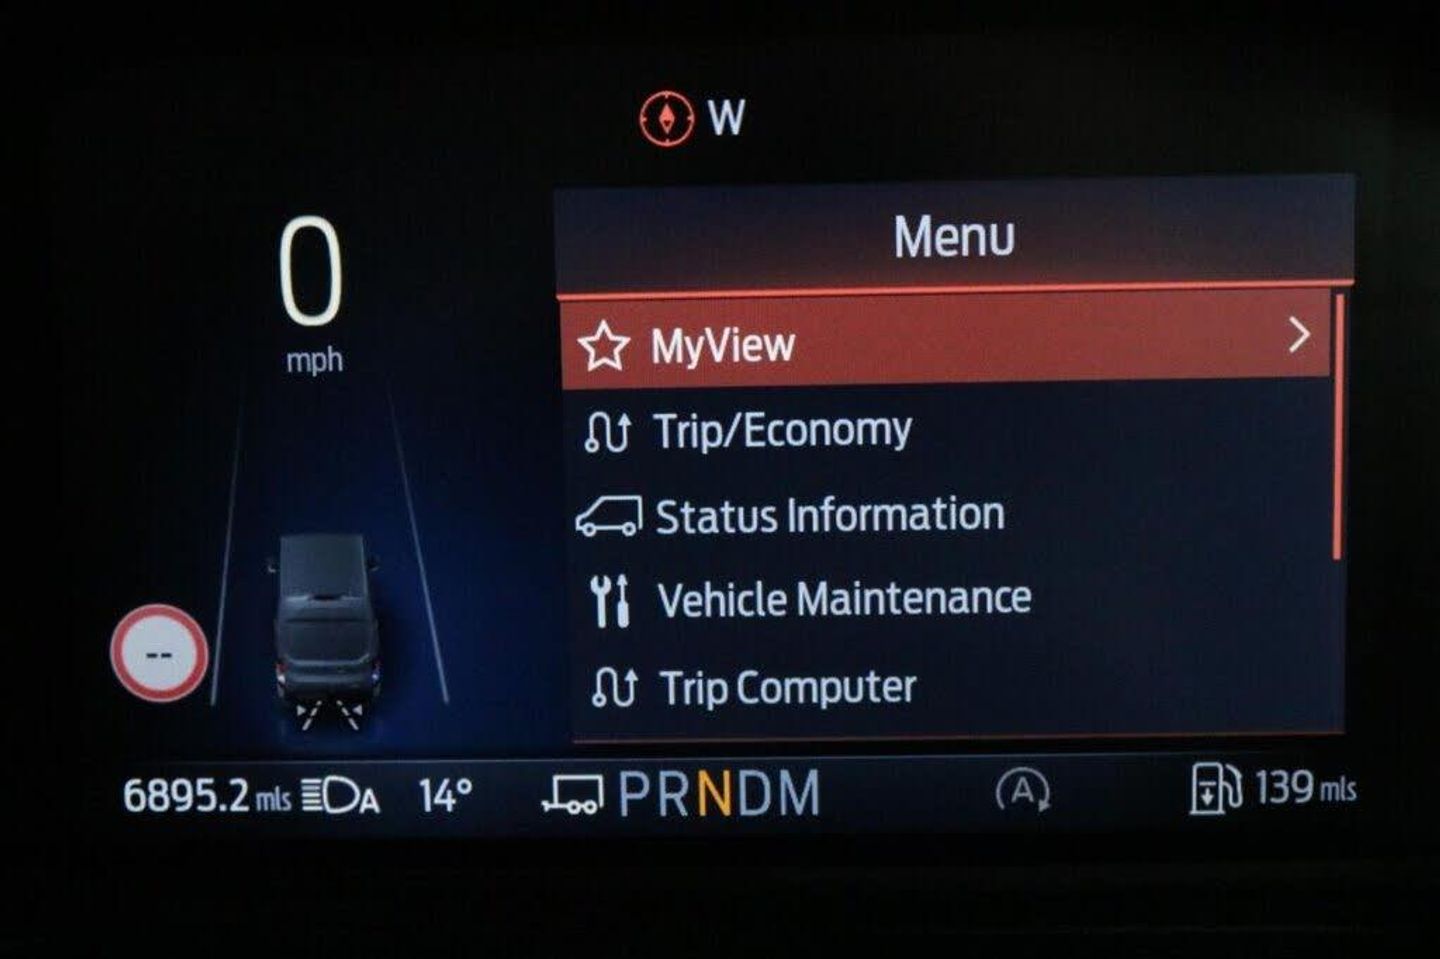 W
0
mph
Menu
MyView
Trip/Economy
Status Information
Vehicle Maintenance
Trip Computer
--
6895.2 mls A 14° PRNDM A 139 mls